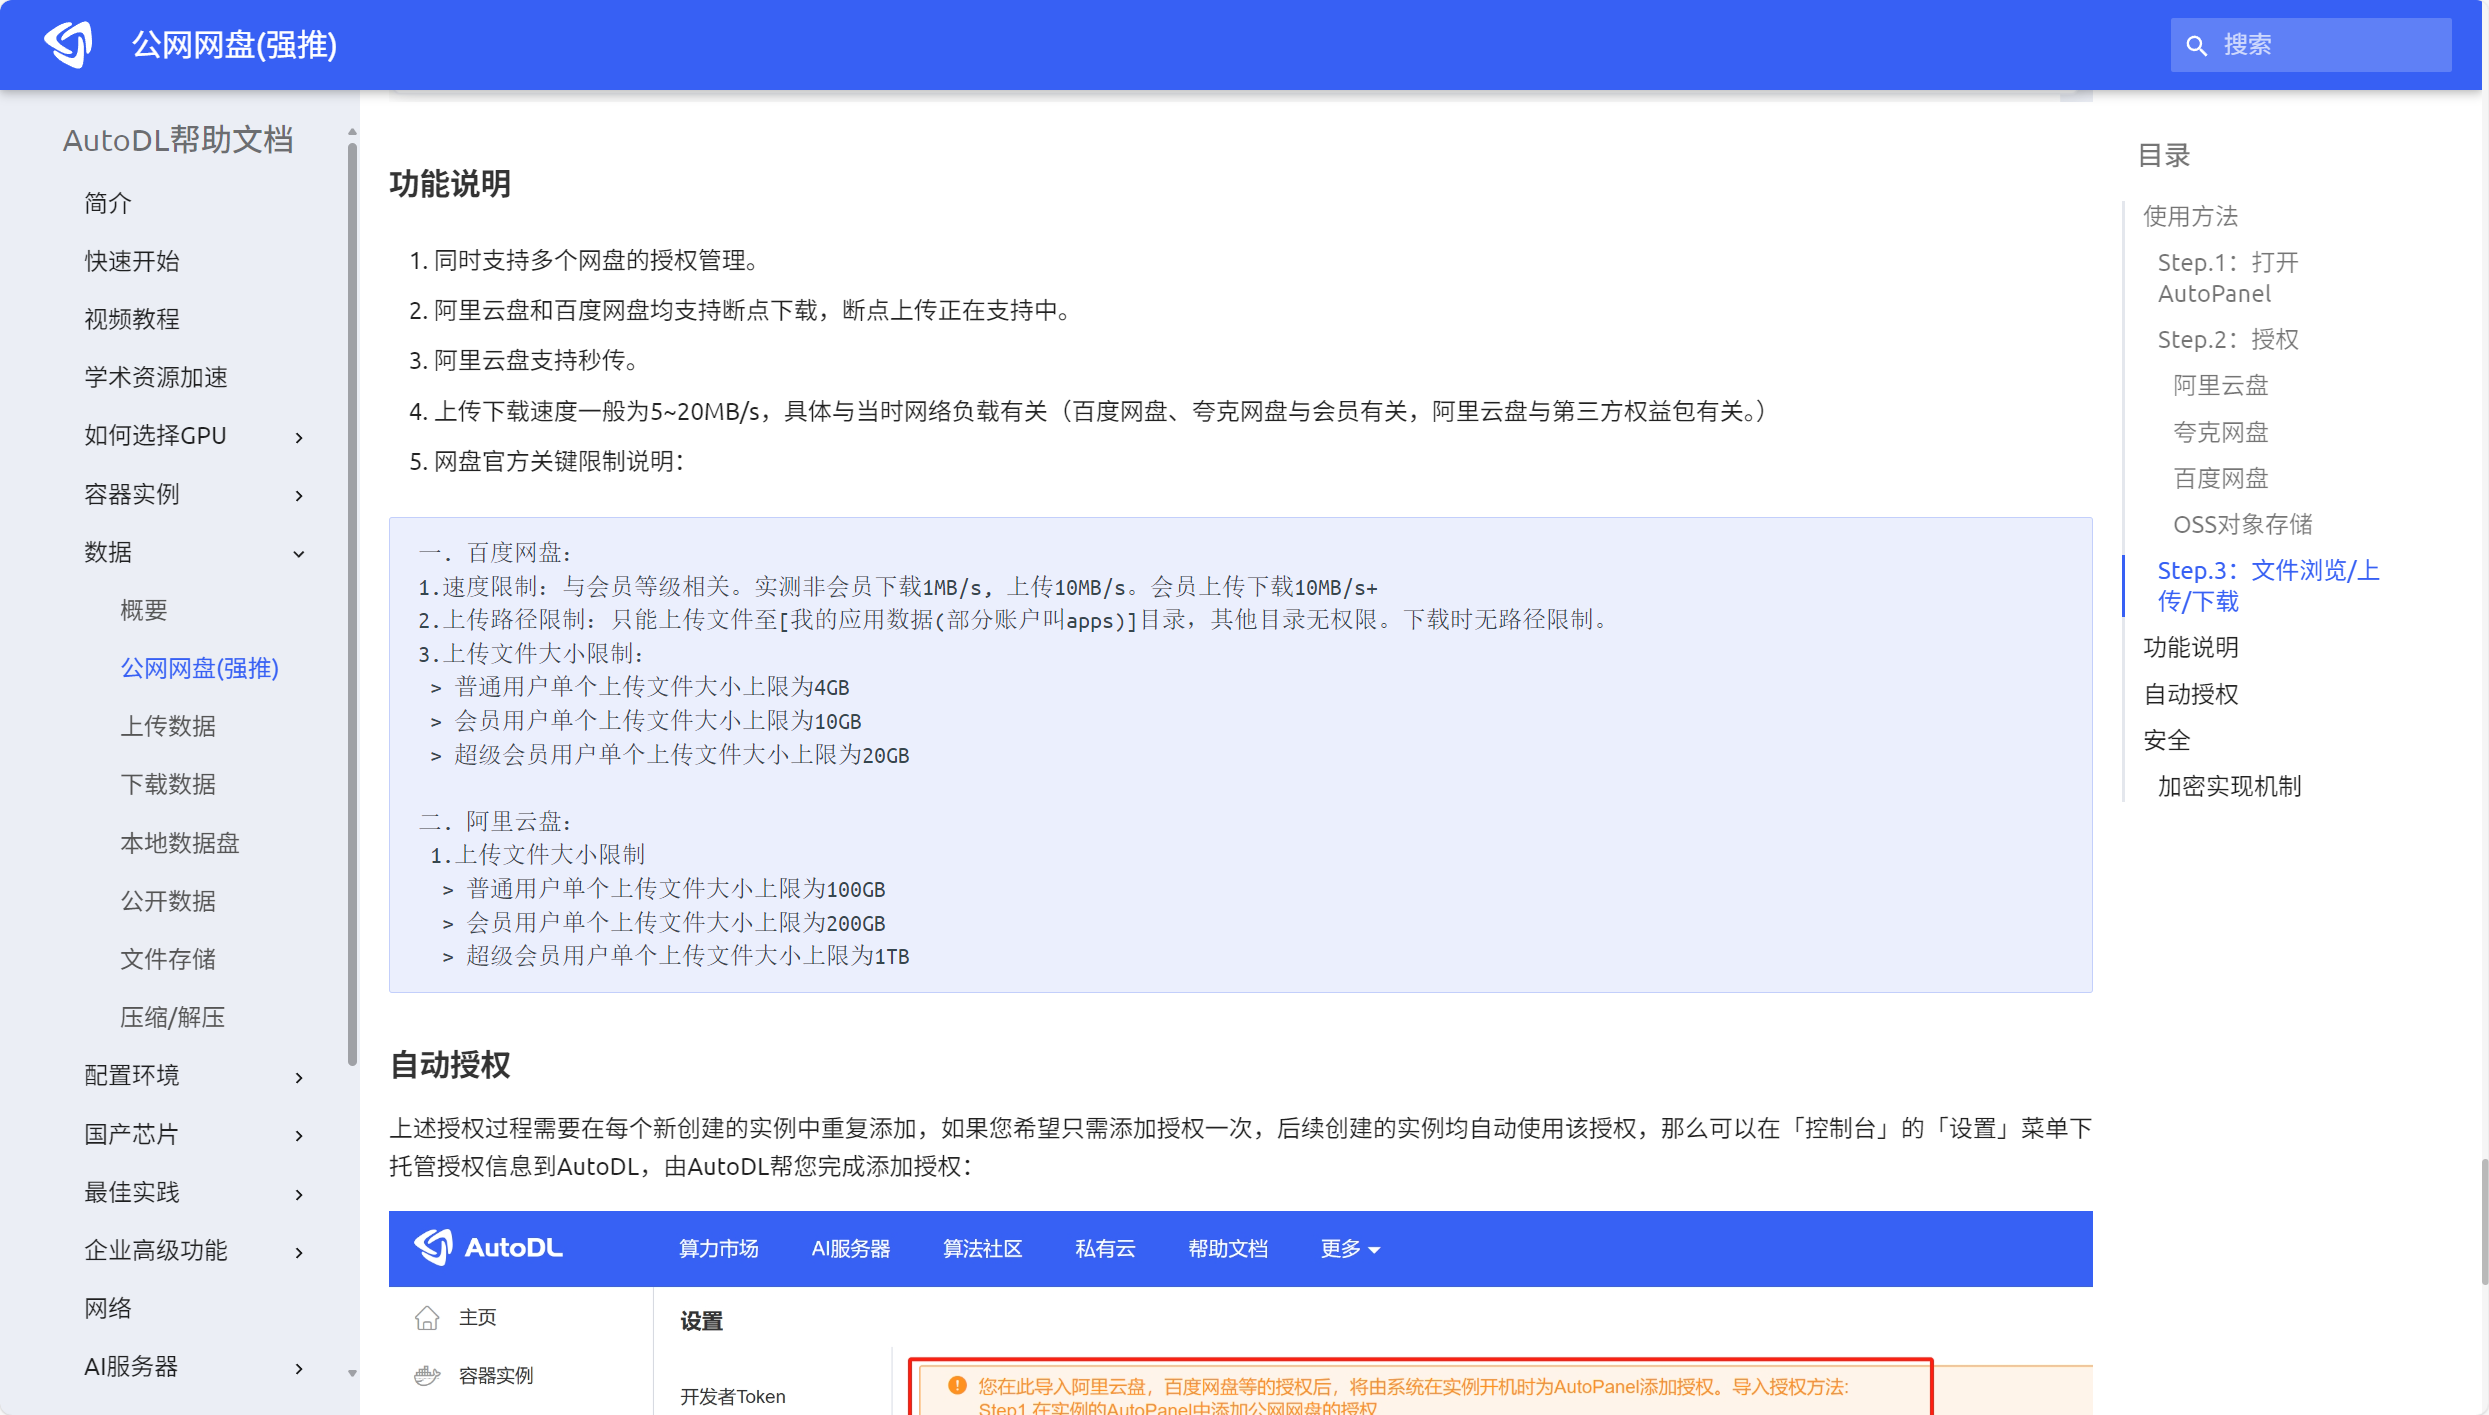 公网网盘(强推)
搜索
AutoDL帮助文档
简介
快速开始
视频教程
学术资源加速
如何选择GPU
容器实例
数据
概要
公网网盘(强推)
上传数据
下载数据
本地数据盘
公开数据
文件存储
压缩/解压
配置环境
国产芯片
最佳实践
企业高级功能
网络
AI服务器
功能说明
1. 同时支持多个网盘的授权管理。
2. 阿里云盘和百度网盘均支持断点下载，断点上传正在支持中。
3. 阿里云盘支持秒传。
4. 上传下载速度一般为5~20MB/s，具体与当时网络负载有关（百度网盘、夸克网盘与会员有关，阿里云盘与第三方权益包有关。）
5. 网盘官方关键限制说明：
一. 百度网盘：
1.速度限制：与会员等级相关。实测非会员下载1MB/s, 上传10MB/s。会员上传下载10MB/s+
2.上传路径限制：只能上传文件至[我的应用数据(部分账户叫apps)]目录，其他目录无权限。下载时无路径限制。
3.上传文件大小限制：
> 普通用户单个上传文件大小上限为4GB
> 会员用户单个上传文件大小上限为10GB
> 超级会员用户单个上传文件大小上限为20GB
二. 阿里云盘：
1.上传文件大小限制
> 普通用户单个上传文件大小上限为100GB
> 会员用户单个上传文件大小上限为200GB
> 超级会员用户单个上传文件大小上限为1TB
自动授权
上述授权过程需要在每个新创建的实例中重复添加，如果您希望只需添加授权一次，后续创建的实例均自动使用该授权，那么可以在「控制台」的「设置」菜单下
托管授权信息到AutoDL，由AutoDL帮您完成添加授权：
AutoDL
算力市场
AI服务器
算法社区
私有云
帮助文档
更多
主页
容器实例
设置
开发者Token
您在此导入阿里云盘，百度网盘等的授权后，将由系统在实例开机时为AutoPanel添加授权。导入授权方法:
Step1.在实例的AutoPanel中添加公网网盘的授权
目录
使用方法
Step.1：打开
AutoPanel
Step.2：授权
阿里云盘
夸克网盘
百度网盘
OSS对象存储
Step.3：文件浏览/上
传/下载
功能说明
自动授权
安全
加密实现机制